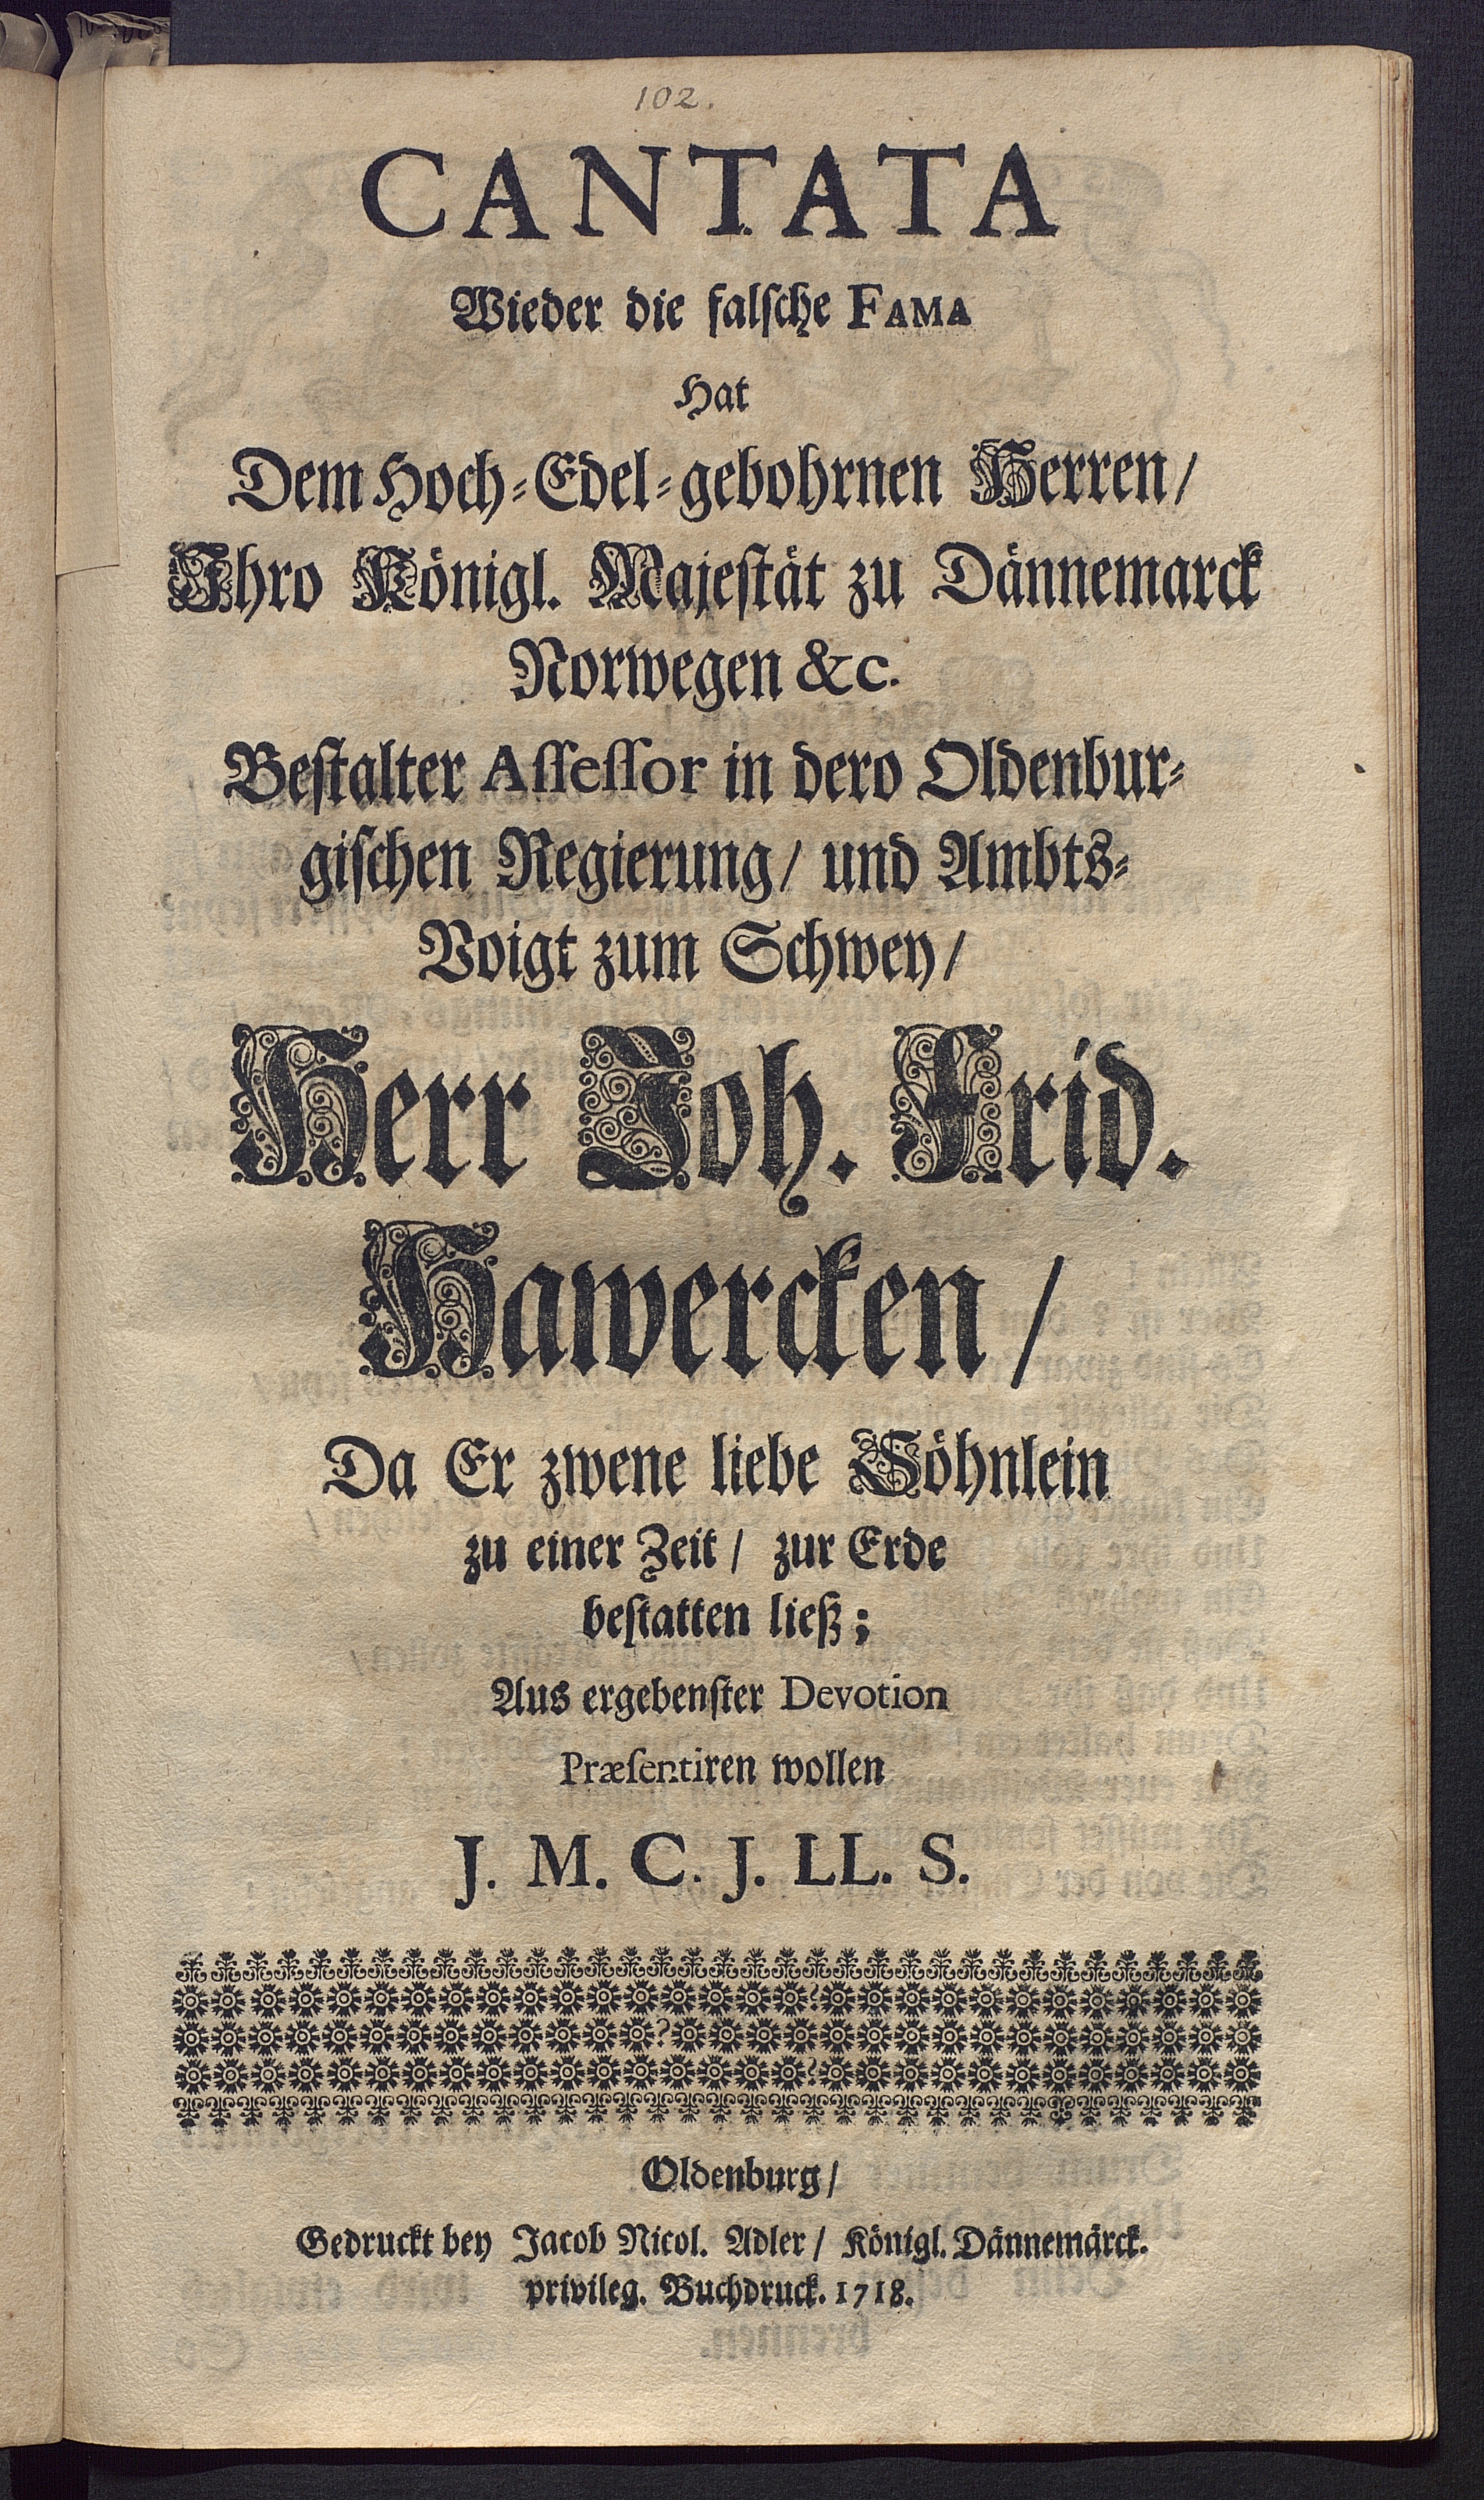 102.
CANTATA
Wieder die falsche FAMA
Hat
Dem Hoch-Edel-gebohrnen Herren/
Ihro Königl. Majestät zu Dännemarck
Norwegen &c.
Bestalter Assessor in dero Oldenbur-
gischen Regierung/ und Ambts-
Voigt zum Schwey/
Herr Joh. Frid.
Hawercken/
Da Er zwene liebe Söhnlein
zu einer Zeit/ zur Erde
bestatten ließ;
Aus ergebenster Devotion
Præsentiren wollen
J. M. C. J. LL. S.
Oldenburg/
Gedruckt bey Jacob Nicol. Adler/ Königl. Dännemärck.
privileg. Buchdruck. 1718.